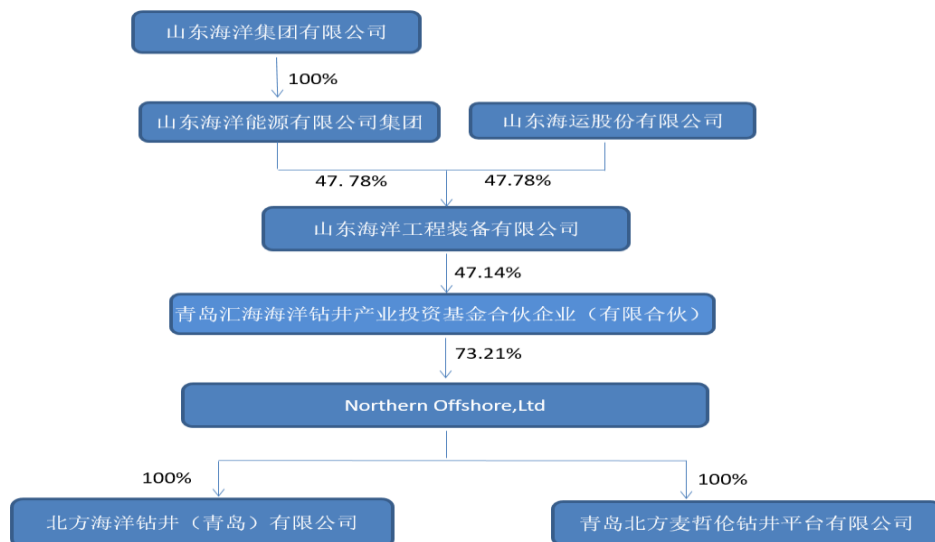 山东海洋集团有限公司
100%
山东海洋能源有限公司集团
山东海运股份有限公司
47. 78%
47.78%
山东海洋工程装备有限公司
47.14%
青岛汇海海洋钻井产业投资基金合伙企业（有限合伙）
73.21%
Northern Offshore,Ltd
100%
100%
北方海洋钻井（青岛）有限公司
青岛北方麦哲伦钻井平台有限公司